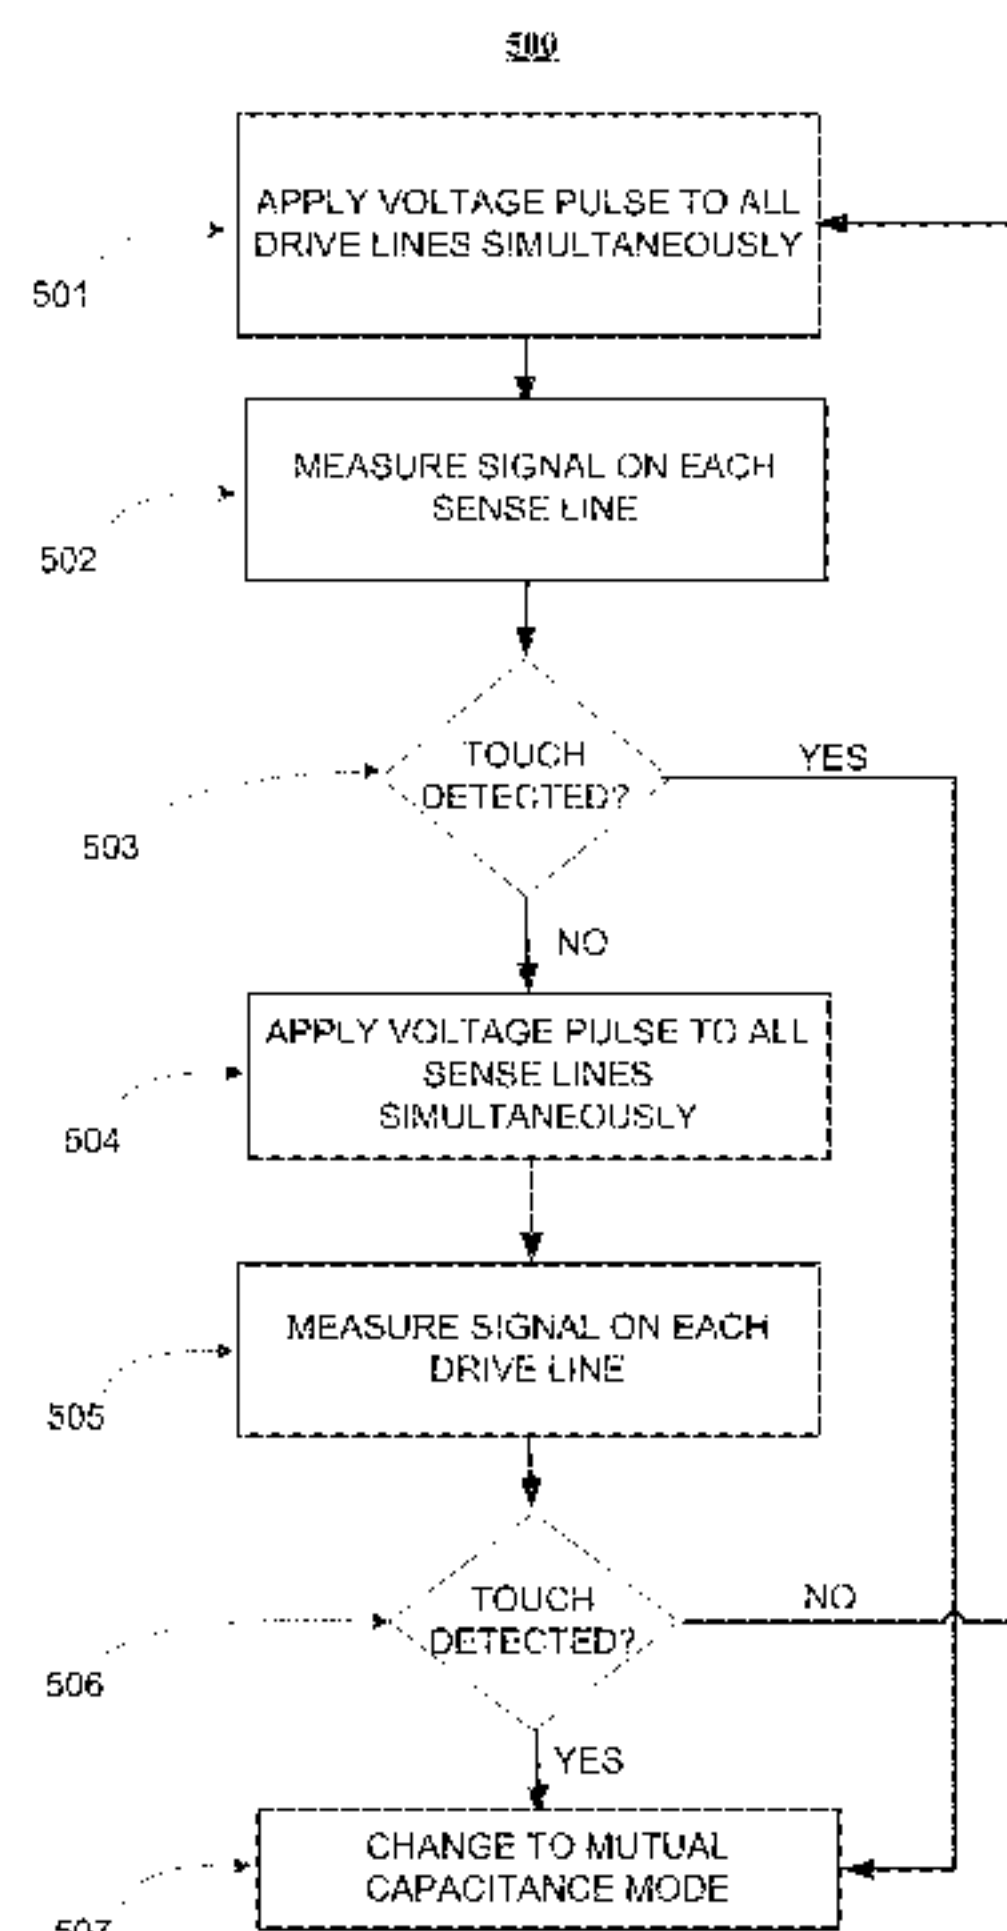 500
APPLY VOLTAGE PULSE TO ALL
DRIVE LINES SIMULTANEOUSLY
501
MEASURE SIGNAL ON EACH
SENSE LINE
502
TOUCH
DETECTED?
YES
503
NO
APPLY VOLTAGE PULSE TO ALL
SENSE LINES
SIMULTANEOUSLY
504
MEASURE SIGNAL ON EACH
DRIVE LINE
505
TOUCH
DETECTED?
NO
506
YES
CHANGE TO MUTUAL
CAPACITANCE MODE
507